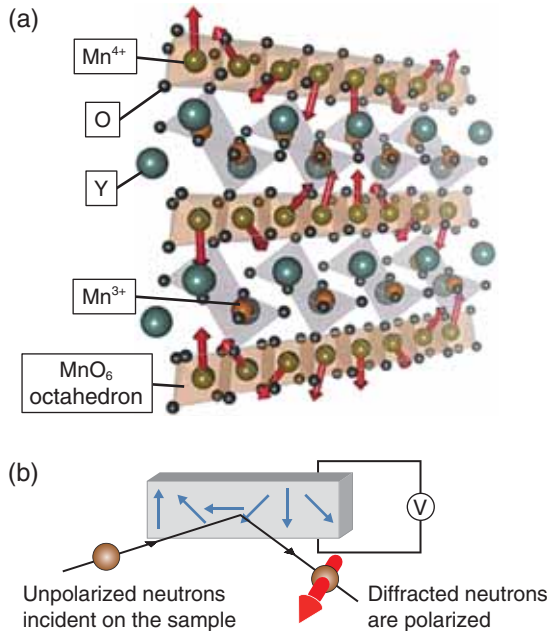 (a)
Mn⁴⁺
O
Y
Mn³⁺
MnO₆
octahedron
(b)
V
Unpolarized neutrons
incident on the sample
Diffracted neutrons
are polarized